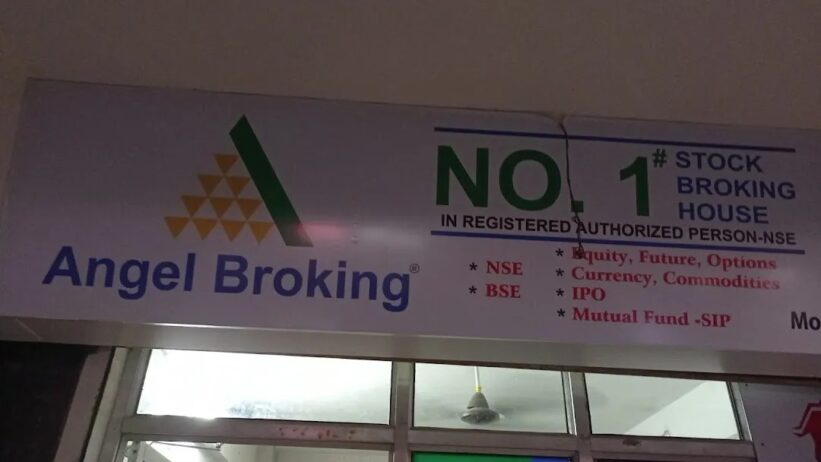 Angel Broking®
NO. 1#
STOCK
BROKING
HOUSE
IN REGISTERED AUTHORIZED PERSON-NSE
* NSE
* BSE
* Equity, Future, Options
* Currency, Commodities
* IPO
* Mutual Fund -SIP
Mo